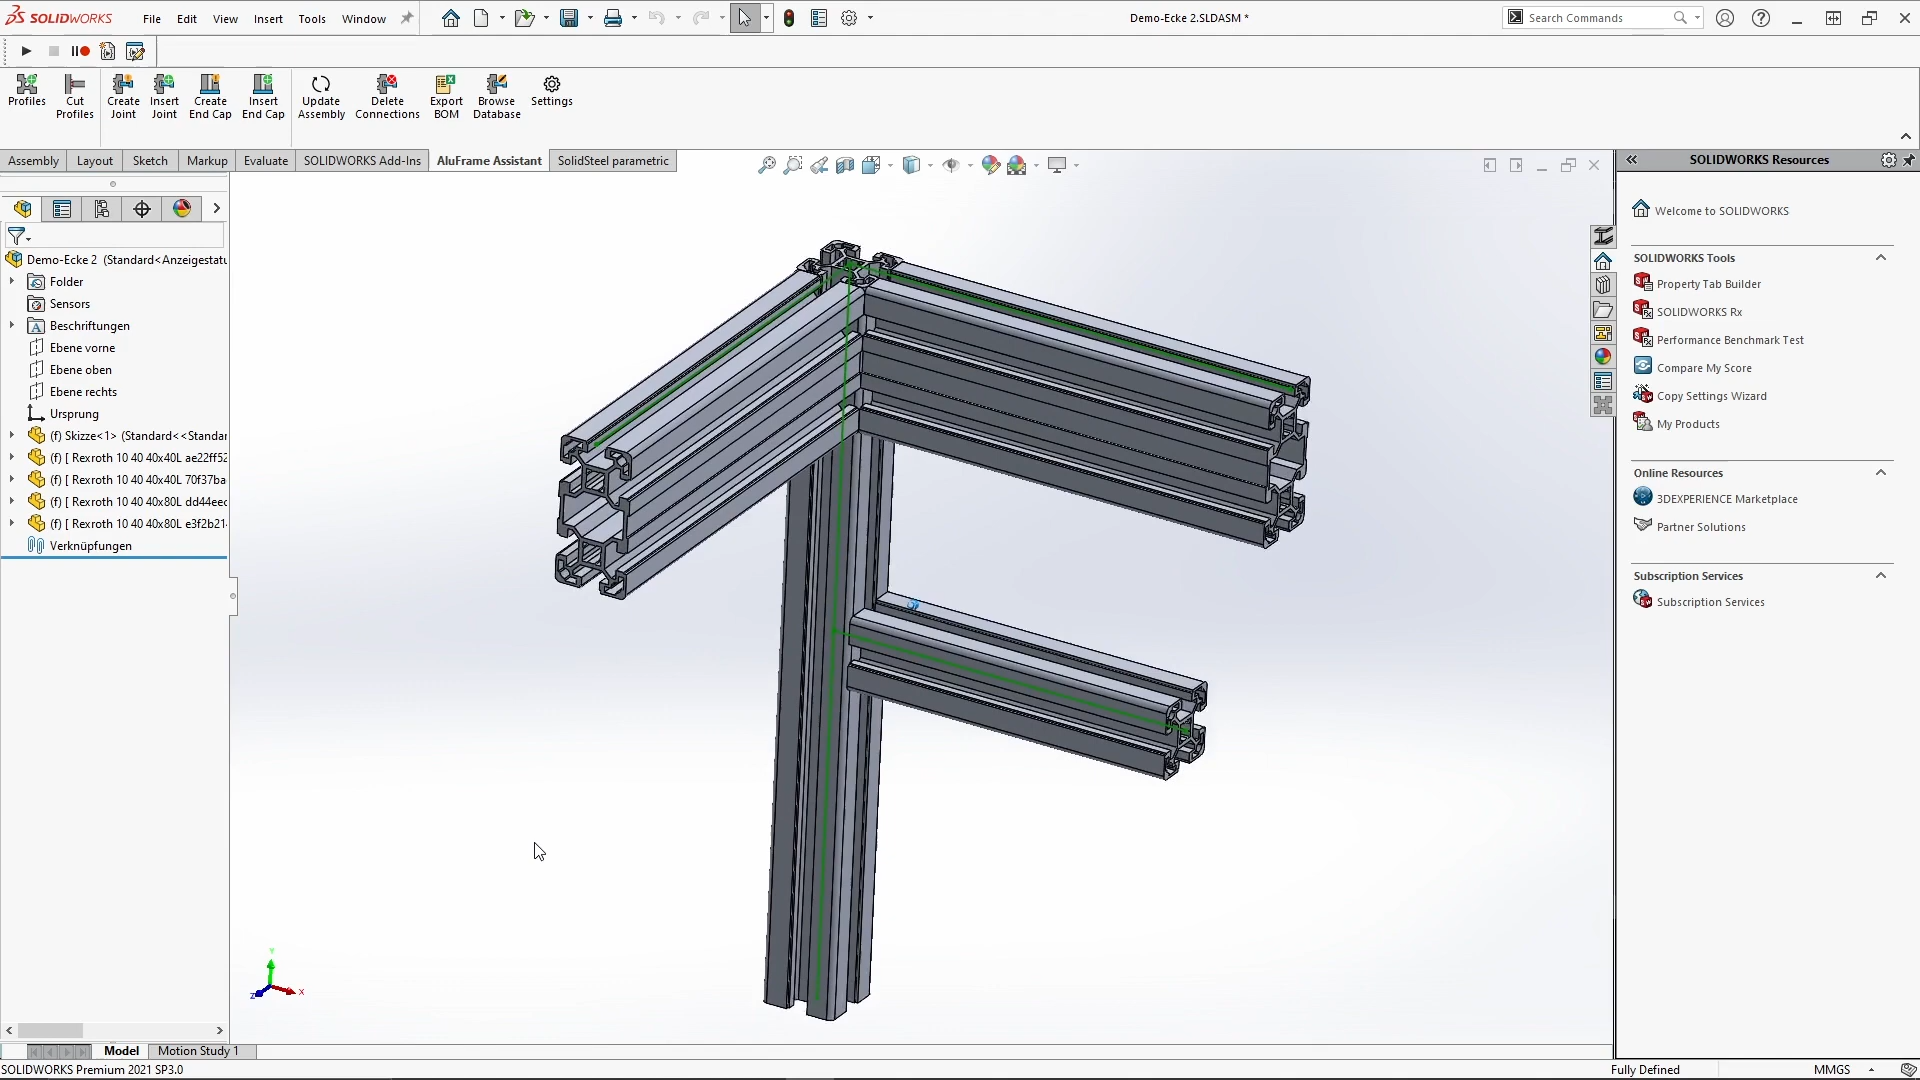 SOLIDWORKS
File Edit View Insert Tools Window
Demo-Ecke 2.SLDASM *
Search Commands
Profiles
Cut Profiles
Create Joint
Insert Joint
Create End Cap
Insert End Cap
Update Assembly
Delete Connections
Export BOM
Browse Database
Settings
Assembly Layout Sketch Markup Evaluate SOLIDWORKS Add-Ins AluFrame Assistant SolidSteel parametric
Demo-Ecke 2 (Standard<Anzeigestatu
Folder
Sensors
Beschriftungen
Ebene vorne
Ebene oben
Ebene rechts
Ursprung
(f) Skizze<1> (Standard<<Standar
(f) [ Rexroth 10 40 40x40L ae22ff52
(f) [ Rexroth 10 40 40x40L 70f37ba
(f) [ Rexroth 10 40 40x80L dd44eec
(f) [ Rexroth 10 40 40x80L e3f2b21
Verknüpfungen
Y
Z
X
SOLIDWORKS Resources
Welcome to SOLIDWORKS
SOLIDWORKS Tools
Property Tab Builder
SOLIDWORKS Rx
Performance Benchmark Test
Compare My Score
Copy Settings Wizard
My Products
Online Resources
3DEXPERIENCE Marketplace
Partner Solutions
Subscription Services
Subscription Services
Model Motion Study 1
SOLIDWORKS Premium 2021 SP3.0
Fully Defined
MMGS